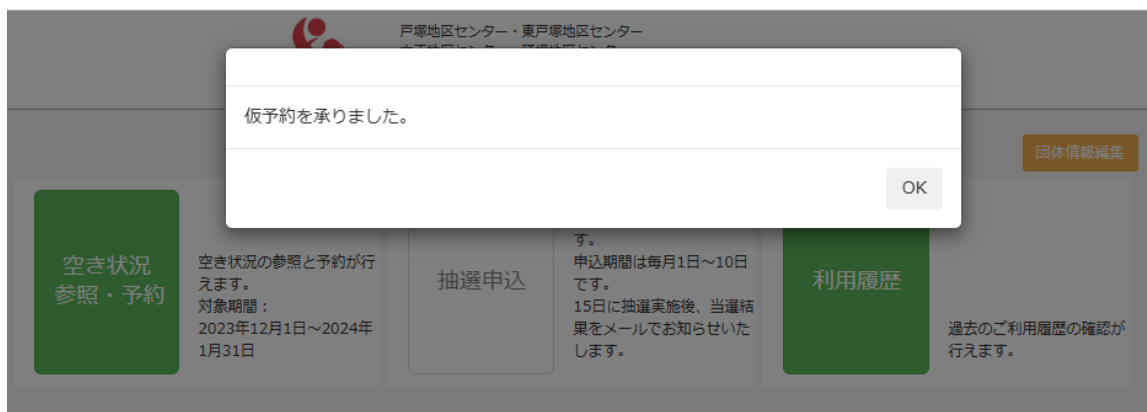 戸塚地区センター・東戸塚地区センター
仮予約を承りました。
OK
団体情報編集
空き状況
参照・予約
空き状況の参照と予約が行
えます。
対象期間：
2023年12月1日～2024年
1月31日
抽選申込
す。
申込期間は毎月1日～10日
です。
15日に抽選実施後、当選結
果をメールでお知らせいた
します。
利用履歴
過去のご利用履歴の確認が
行えます。